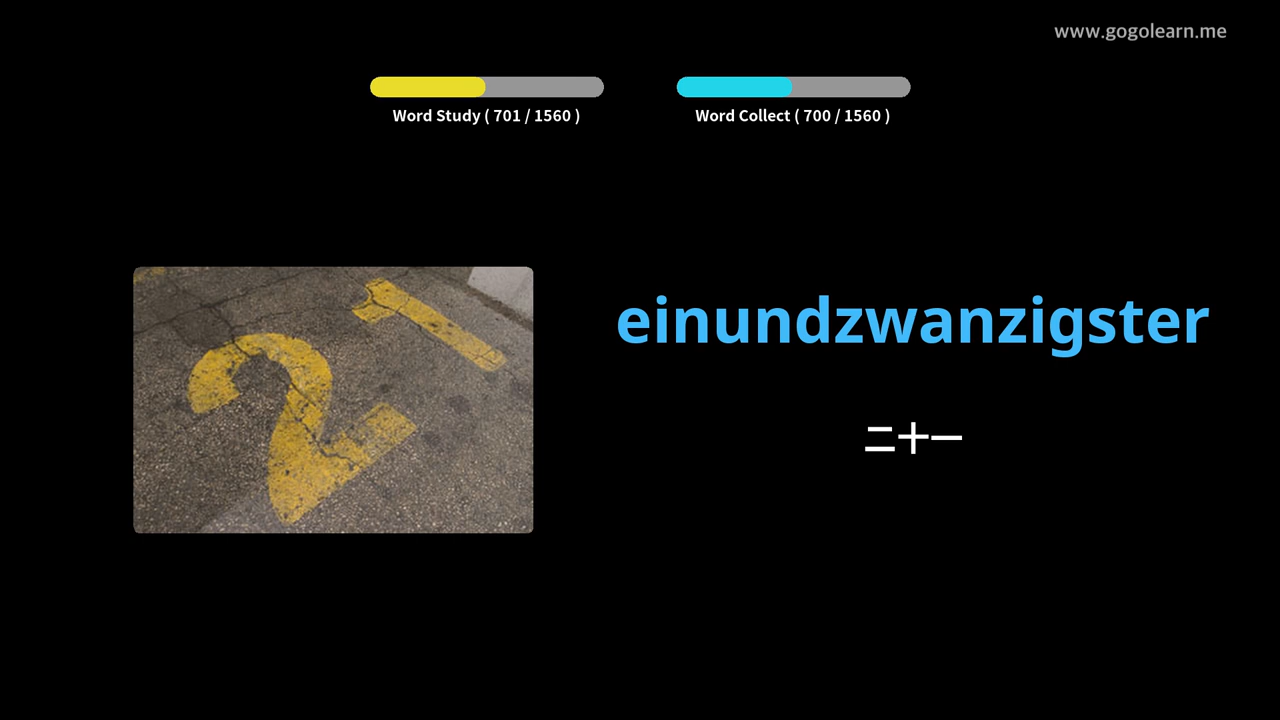 www.gogolearn.me
Word Study ( 701 / 1560 )
Word Collect ( 700 / 1560 )
21
einundzwanzigster
二十一